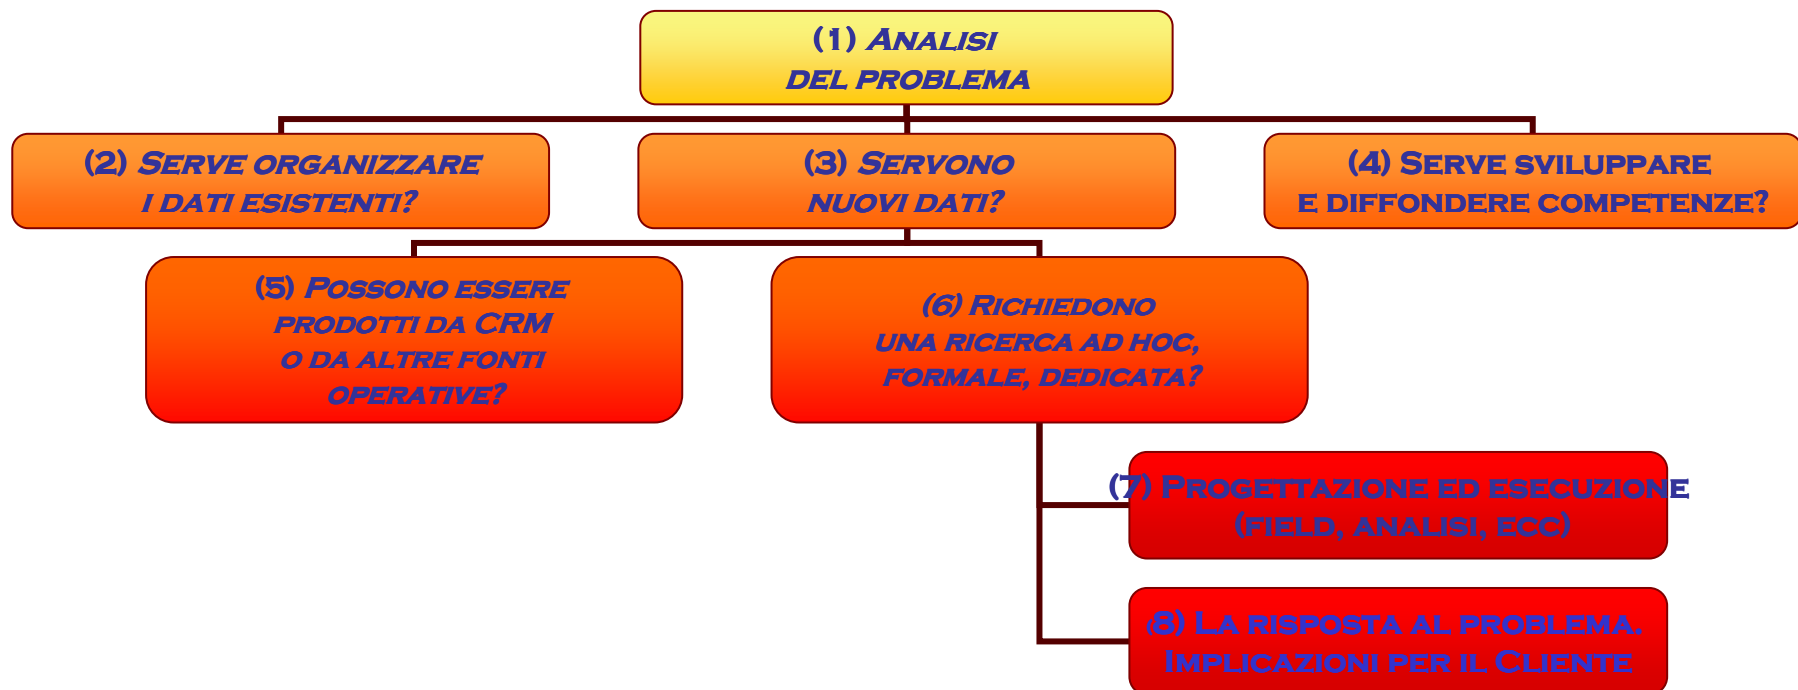 (1) Analisi
del problema
(2) Serve organizzare
i dati esistenti?
(3) Servono
nuovi dati?
(4) Serve sviluppare
e diffondere competenze?
(5) Possono essere
prodotti da CRM
o da altre fonti
operative?
(6) Richiedono
una ricerca ad hoc,
formale, dedicata?
(7) Progettazione ed esecuzione
(field, analisi, ecc)
(8) La risposta al problema.
Implicazioni per il Cliente